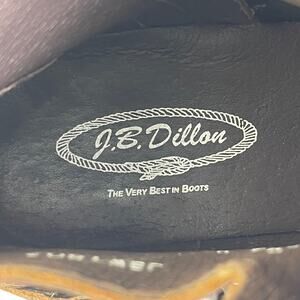 J.B. Dillon
THE VERY BEST IN BOOTS